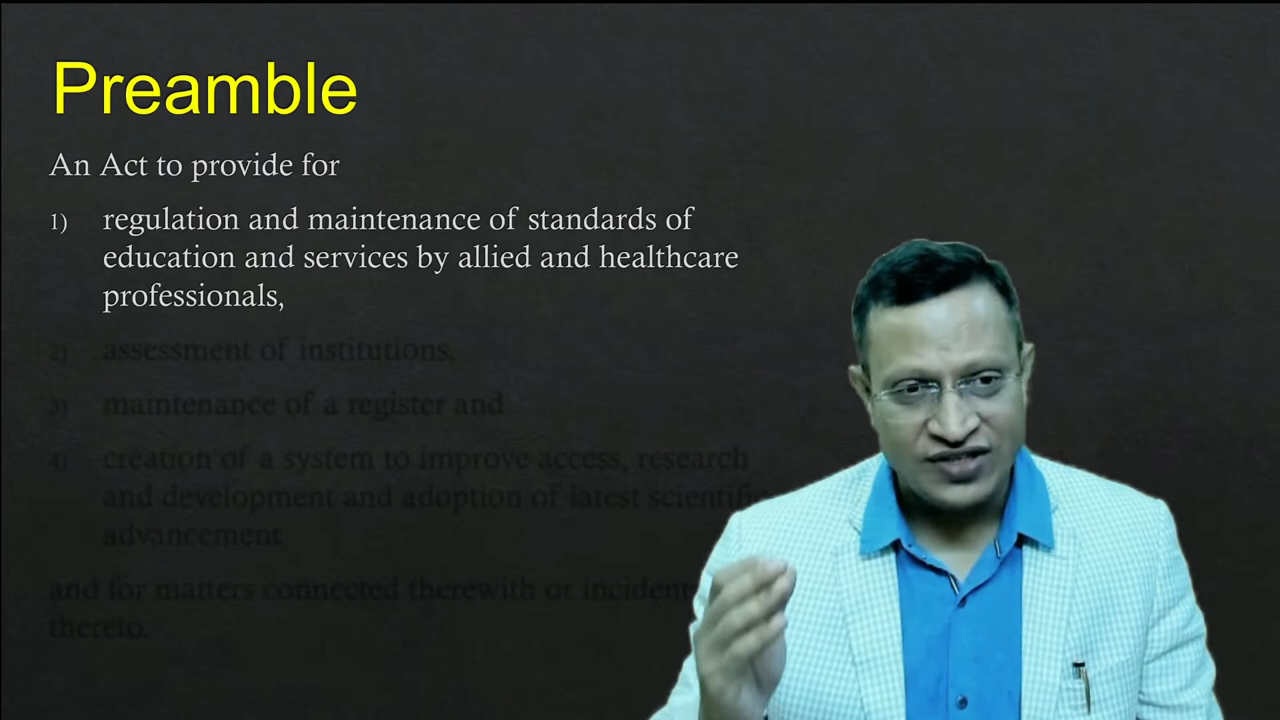 Preamble
An Act to provide for
1) regulation and maintenance of standards of
education and services by allied and healthcare
professionals,
2) assessment of institutions,
3) maintenance of a register and
4) creation of a system to improve access, research
and development and adoption of latest scientific
advancement
and for matters connected therewith or
thereto.